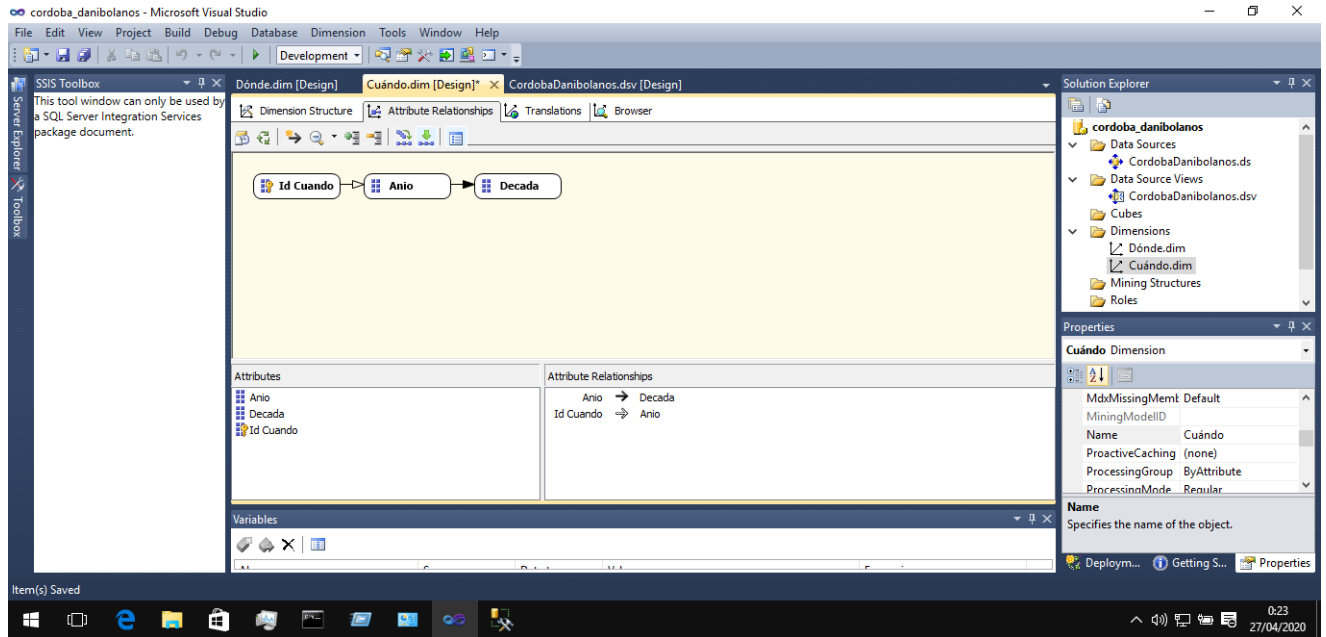 cordoba_danibolanos - Microsoft Visual Studio
File Edit View Project Build Debug Database Dimension Tools Window Help
Development
Server Explorer
Toolbox
SSIS Toolbox
This tool window can only be used by
a SQL Server Integration Services
package document.
Dónde.dim [Design] Cuándo.dim [Design]* CordobaDanibolanos.dsv [Design]
Dimension Structure Attribute Relationships Translations Browser
Id Cuando Anio Decada
Attributes
Anio
Decada
Id Cuando
Attribute Relationships
Anio Decada
Id Cuando Anio
Variables
Solution Explorer
cordoba_danibolanos
Data Sources
CordobaDanibolanos.ds
Data Source Views
CordobaDanibolanos.dsv
Cubes
Dimensions
Dónde.dim
Cuándo.dim
Mining Structures
Roles
Properties
Cuándo Dimension
MdxMissingMemb Default
MiningModelID
Name Cuándo
ProactiveCaching (none)
ProcessingGroup ByAttribute
ProcessingMode Regular
Name
Specifies the name of the object.
Deploym... Getting S... Properties
Item(s) Saved
0:23
27/04/2020